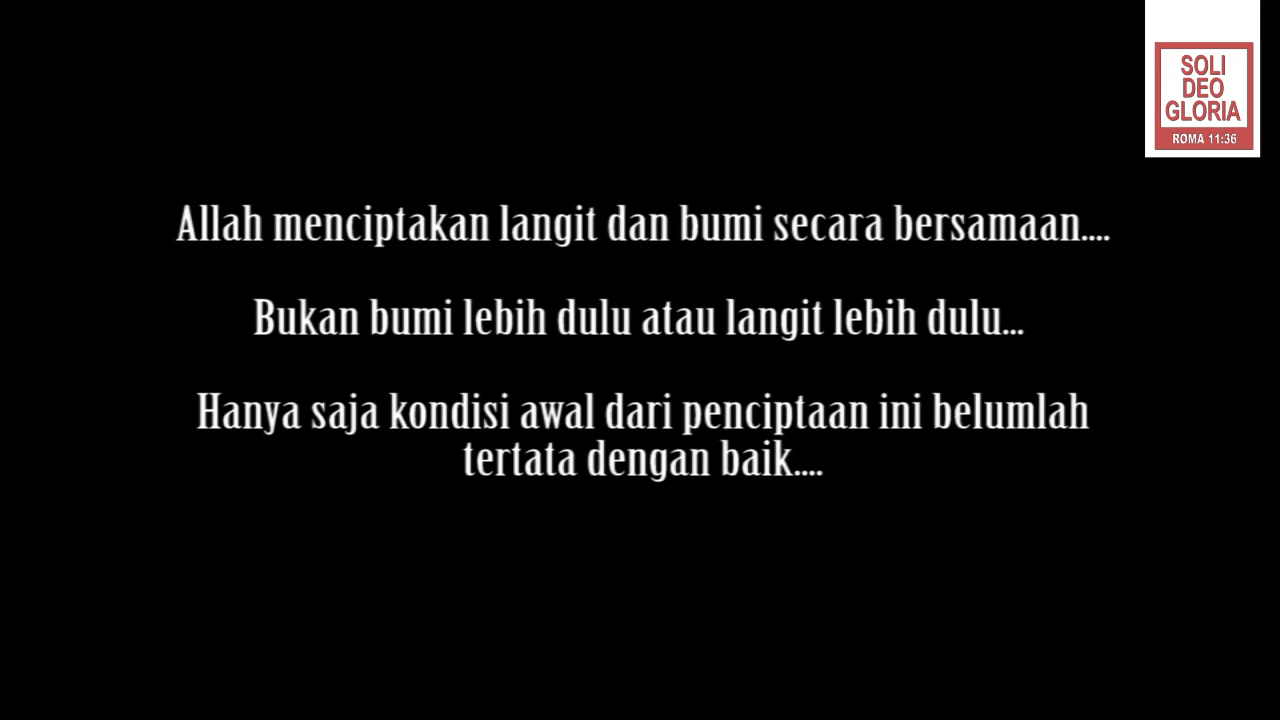 SOLI
DEO
GLORIA
ROMA 11:36
Allah menciptakan langit dan bumi secara bersamaan....
Bukan bumi lebih dulu atau langit lebih dulu...
Hanya saja kondisi awal dari penciptaan ini belumlah
tertata dengan baik....